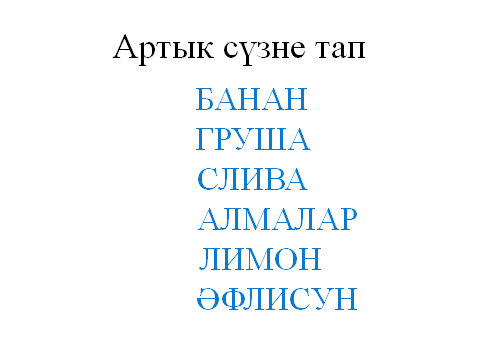 Артык сүзне тап
БАНАН
ГРУША
СЛИВА
АЛМАЛАР
ЛИМОН
ӘФЛИСУН